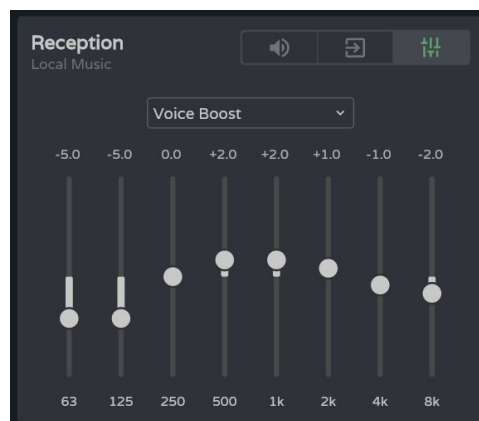 Reception
Local Music
Voice Boost
-5.0 -5.0 0.0 +2.0 +2.0 +1.0 -1.0 -2.0
63 125 250 500 1k 2k 4k 8k